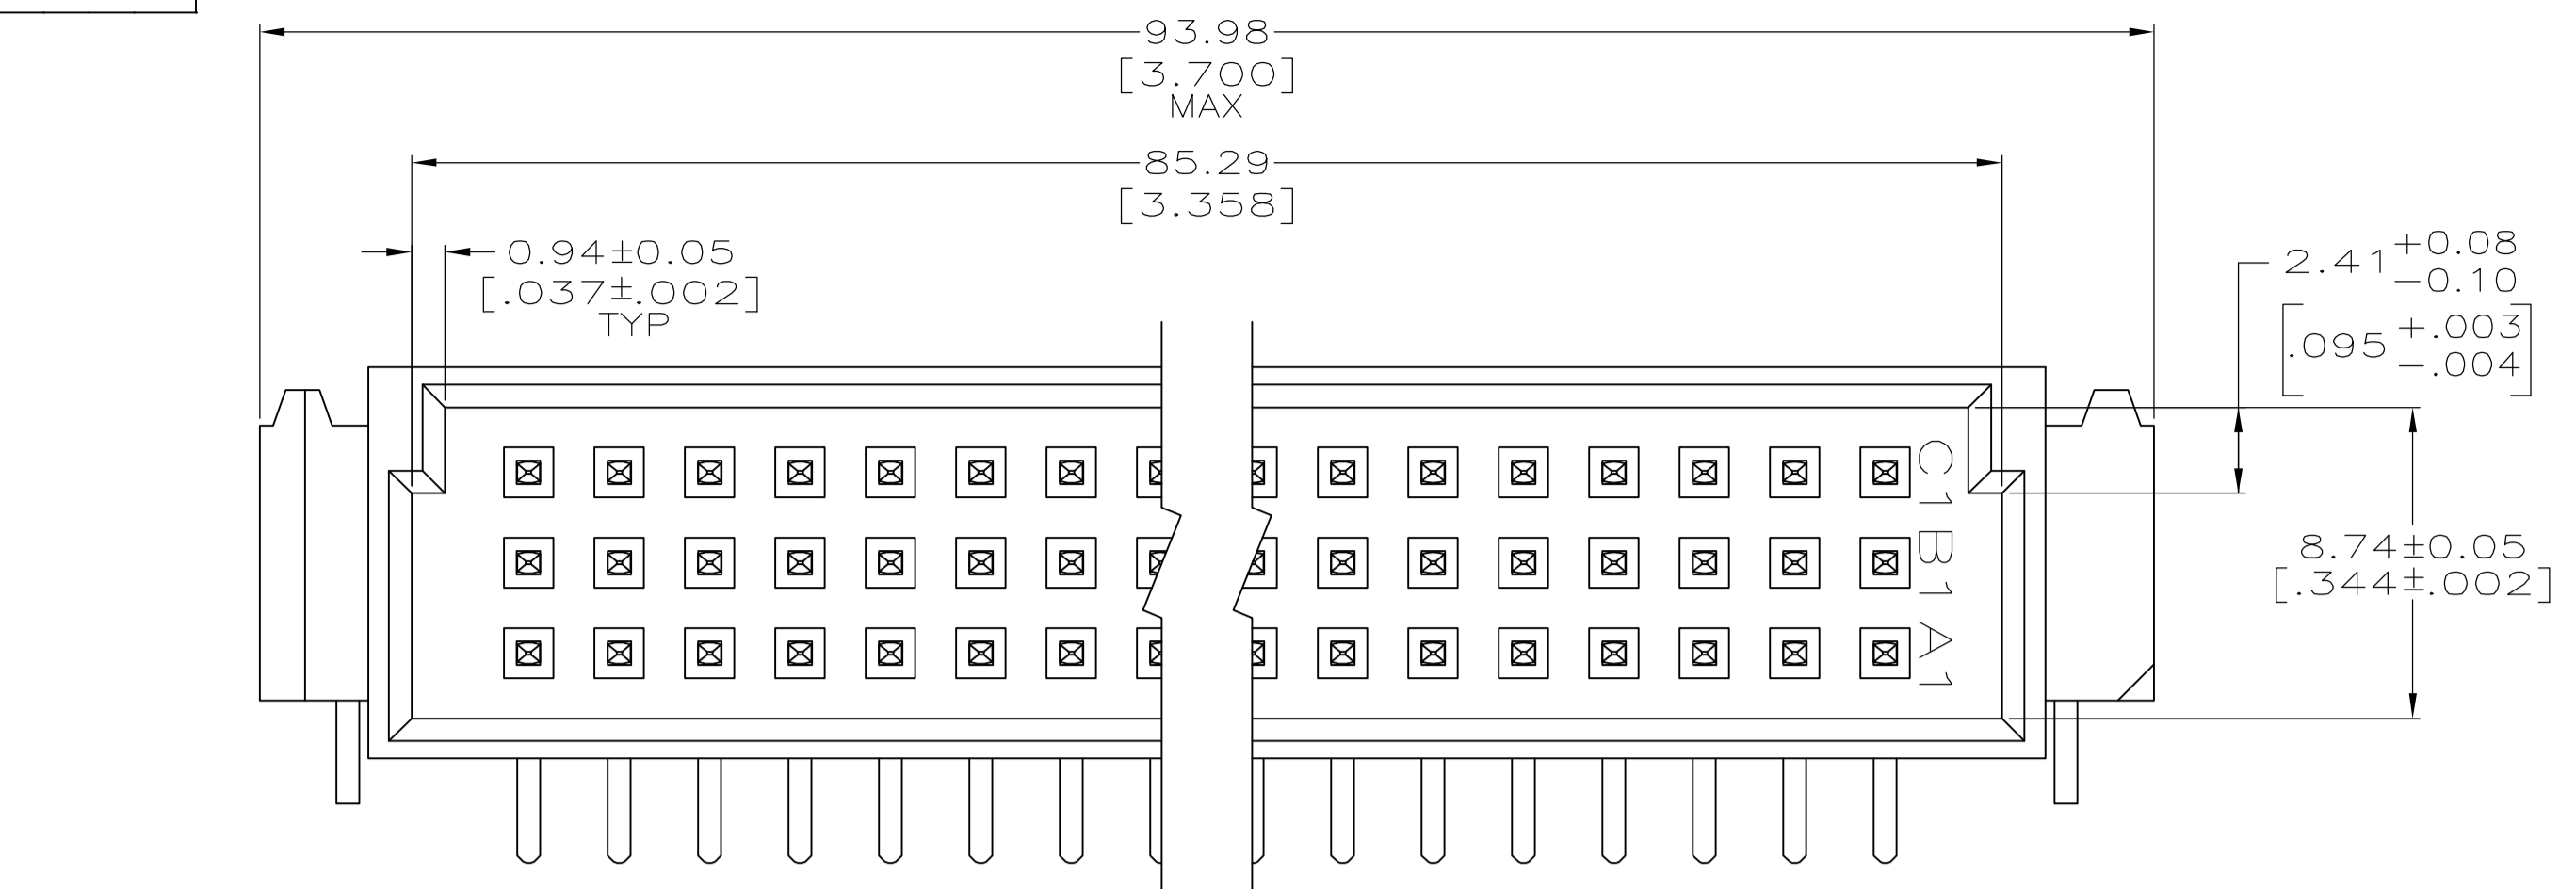 93.98
[3.700]
MAX
85.29
[3.358]
0.94±0.05
[.037±.002]
TYP
2.41 +0.08
-0.10
[.095 +.003
-.004]
8.74±0.05
[.344±.002]
C1
B1
A1